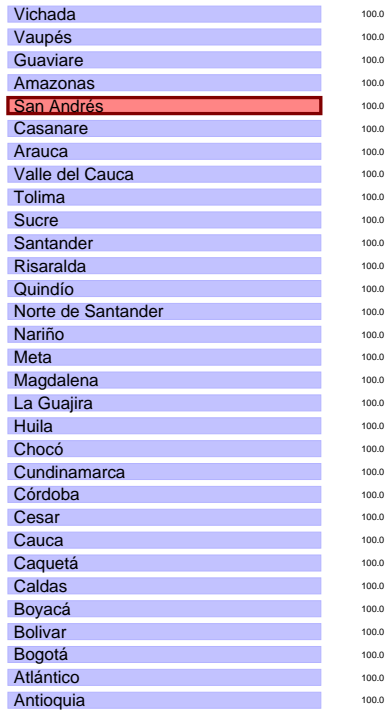 Vichada 100.0
Vaupés 100.0
Guaviare 100.0
Amazonas 100.0
San Andrés 100.0
Casanare 100.0
Arauca 100.0
Valle del Cauca 100.0
Tolima 100.0
Sucre 100.0
Santander 100.0
Risaralda 100.0
Quindío 100.0
Norte de Santander 100.0
Nariño 100.0
Meta 100.0
Magdalena 100.0
La Guajira 100.0
Huila 100.0
Chocó 100.0
Cundinamarca 100.0
Córdoba 100.0
Cesar 100.0
Cauca 100.0
Caquetá 100.0
Caldas 100.0
Boyacá 100.0
Bolivar 100.0
Bogotá 100.0
Atlántico 100.0
Antioquia 100.0